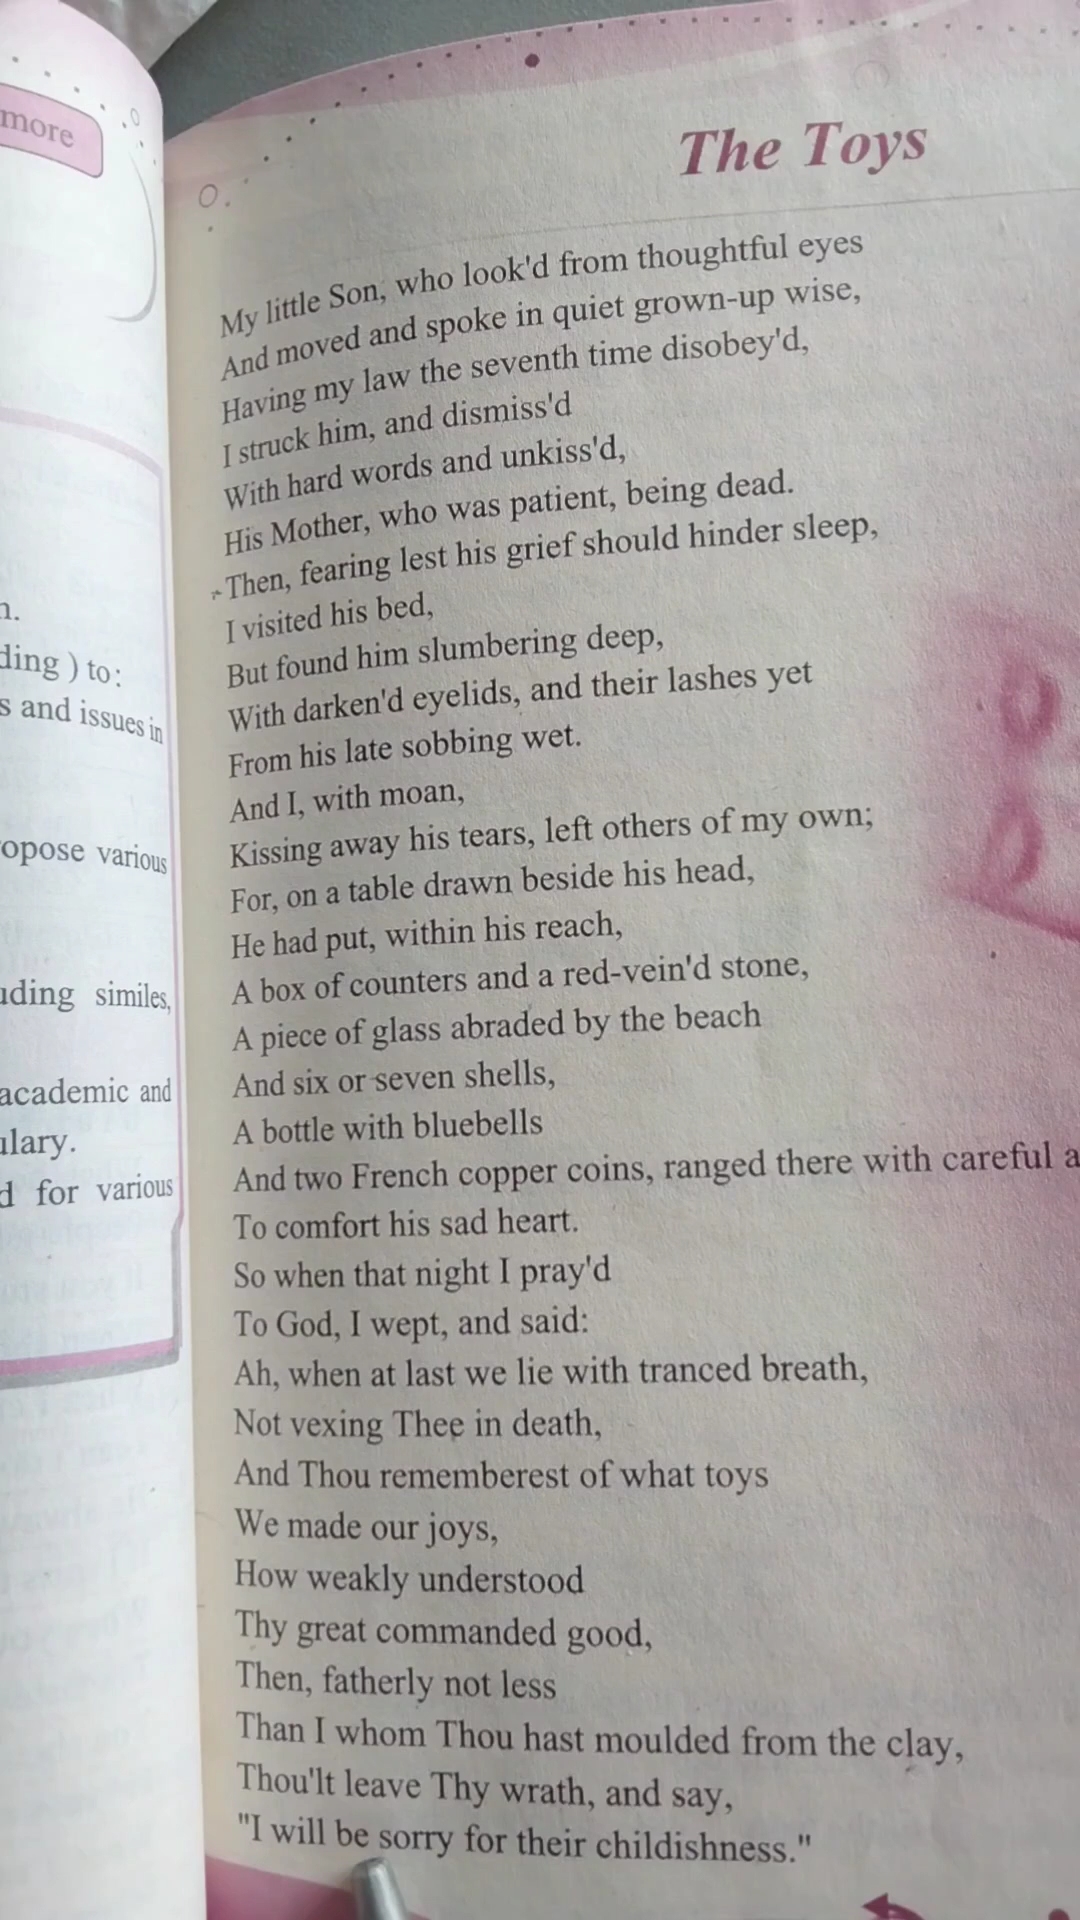 more
n.
ding ) to:
s and issues in
opose various
uding similes,
academic and
ulary.
d for various
The Toys
My little Son, who look'd from thoughtful eyes
And moved and spoke in quiet grown-up wise,
Having my law the seventh time disobey'd,
I struck him, and dismiss'd
With hard words and unkiss'd,
His Mother, who was patient, being dead.
Then, fearing lest his grief should hinder sleep,
I visited his bed,
But found him slumbering deep,
With darken'd eyelids, and their lashes yet
From his late sobbing wet.
And I, with moan,
Kissing away his tears, left others of my own;
For, on a table drawn beside his head,
He had put, within his reach,
A box of counters and a red-vein'd stone,
A piece of glass abraded by the beach
And six or seven shells,
A bottle with bluebells
And two French copper coins, ranged there with careful a
To comfort his sad heart.
So when that night I pray'd
To God, I wept, and said:
Ah, when at last we lie with tranced breath,
Not vexing Thee in death,
And Thou rememberest of what toys
We made our joys,
How weakly understood
Thy great commanded good,
Then, fatherly not less
Than I whom Thou hast moulded from the clay,
Thou'lt leave Thy wrath, and say,
"I will be sorry for their childishness."